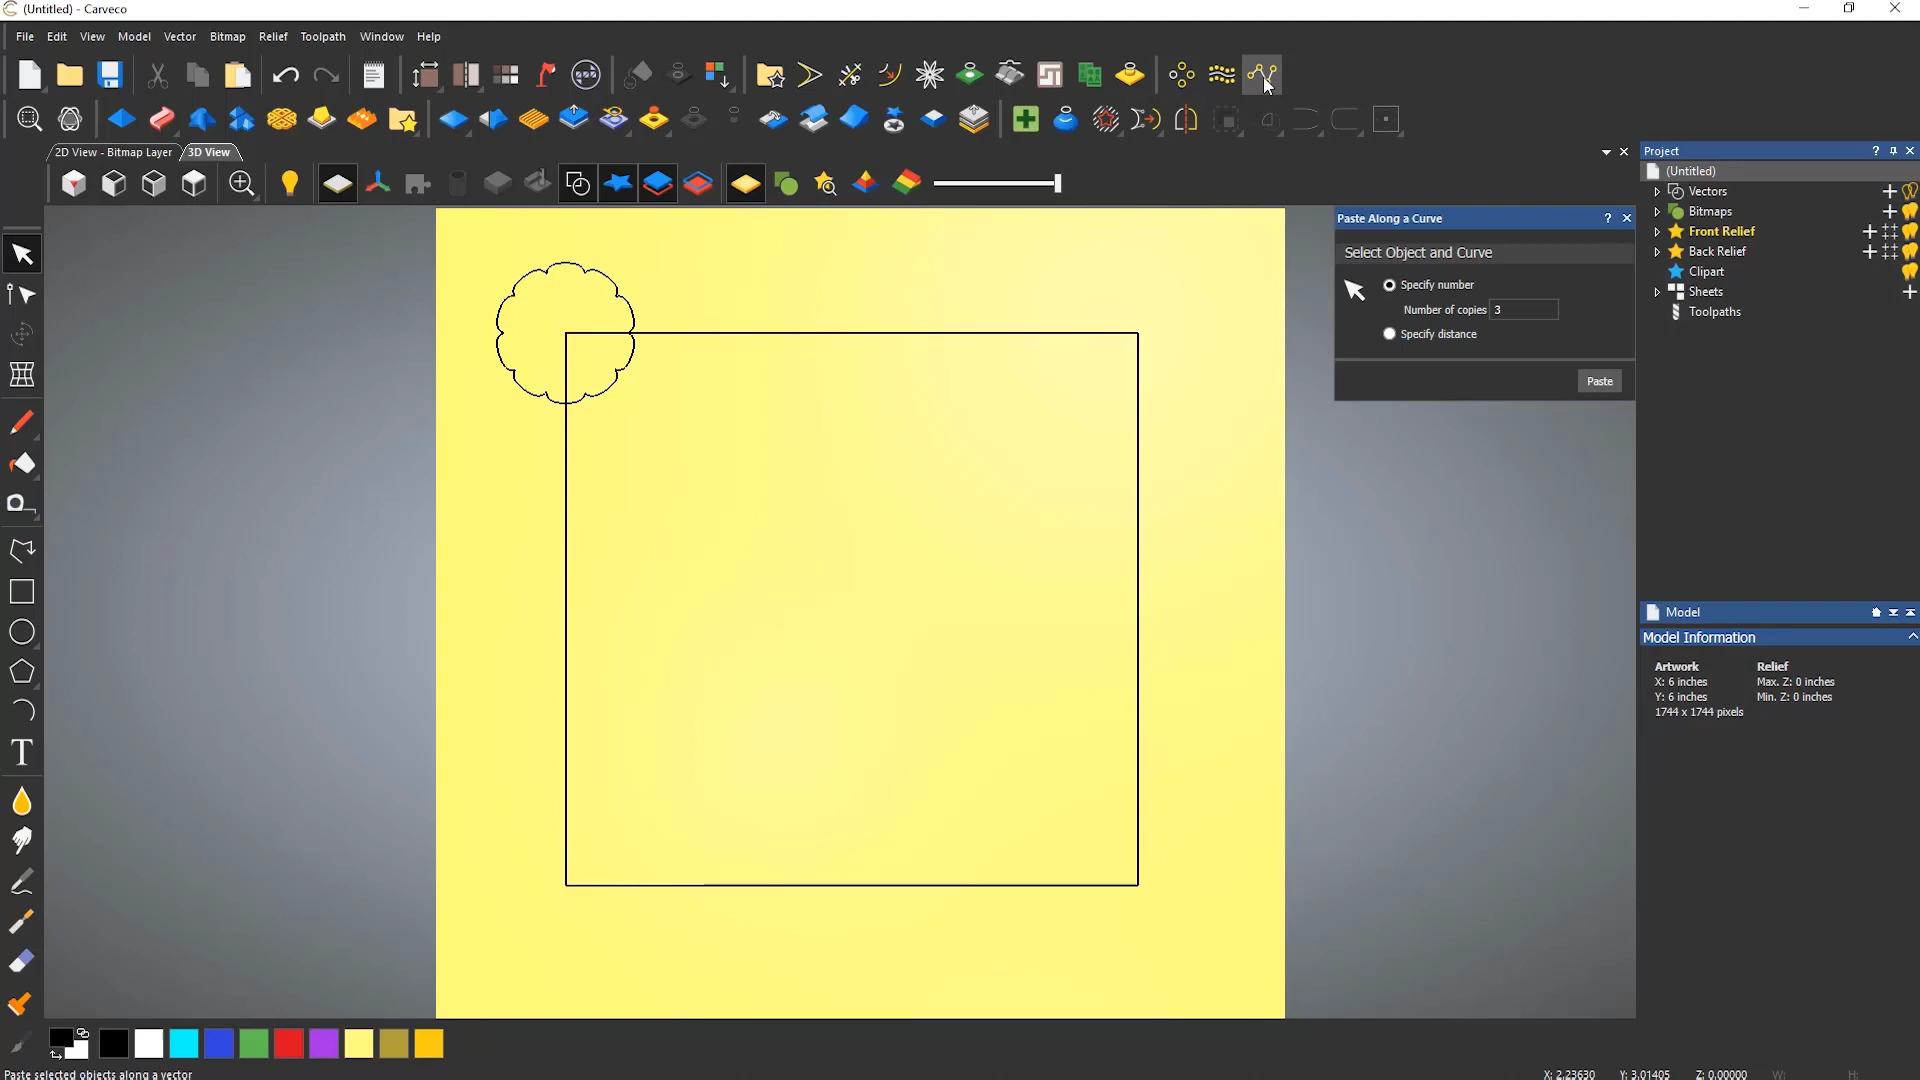 (Untitled) - Carveco
File Edit View Model Vector Bitmap Relief Toolpath Window Help
2D View - Bitmap Layer 3D View
Project ?
(Untitled)
Vectors
Bitmaps
Front Relief
Back Relief
Clipart
Sheets
Toolpaths
Paste Along a Curve ?
Select Object and Curve
Specify number
Number of copies 3
Specify distance
Paste
Model
Model Information
Artwork Relief
X: 6 inches Max. Z: 0 inches
Y: 6 inches Min. Z: 0 inches
1744 x 1744 pixels
T
Paste selected objects along a vector
X: 2.23630 Y: 3.01405 Z: 0.00000 W: H: